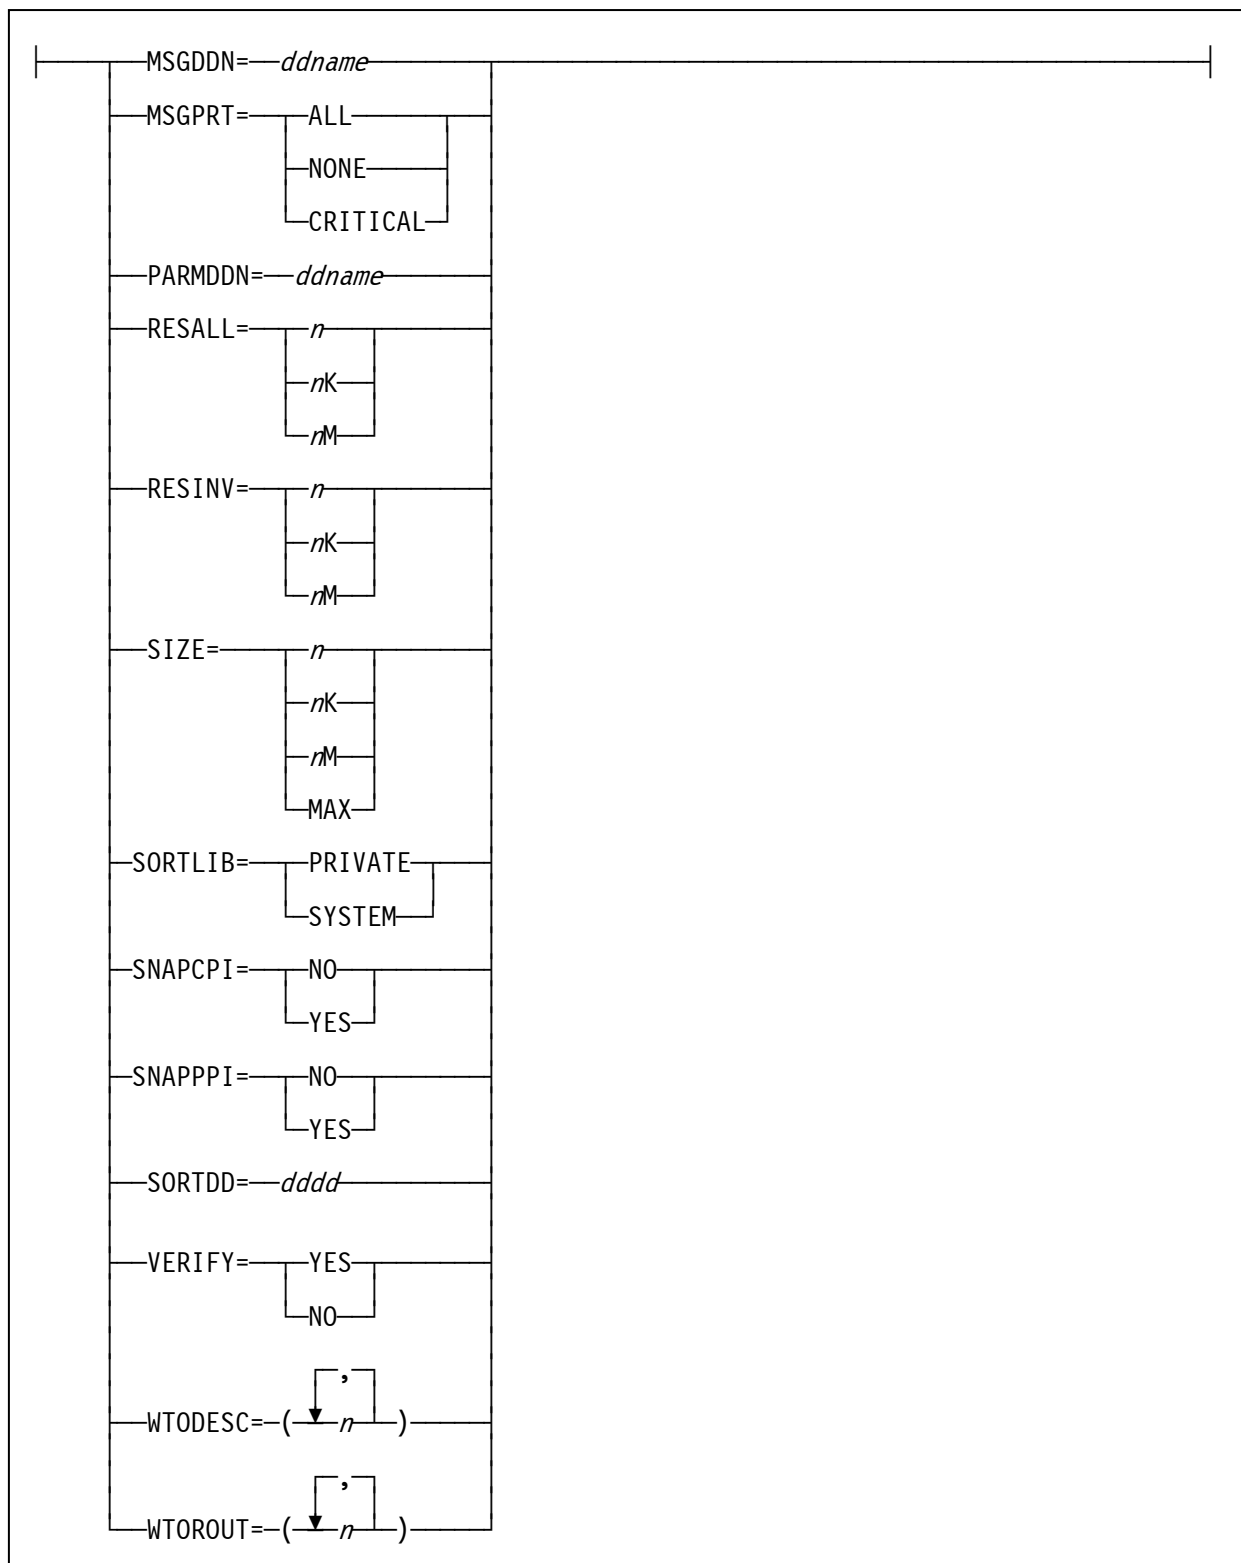 MSGDDN= ddname
MSGPRT= ALL
NONE
CRITICAL
PARMDDN= ddname
RESALL= n
nK
nM
RESINV= n
nK
nM
SIZE= n
nK
nM
MAX
SORTLIB= PRIVATE
SYSTEM
SNAPCPI= NO
YES
SNAPPPI= NO
YES
SORTDD= dddd
VERIFY= YES
NO
,
WTODESC= ( n )
,
WTOROUT= ( n )